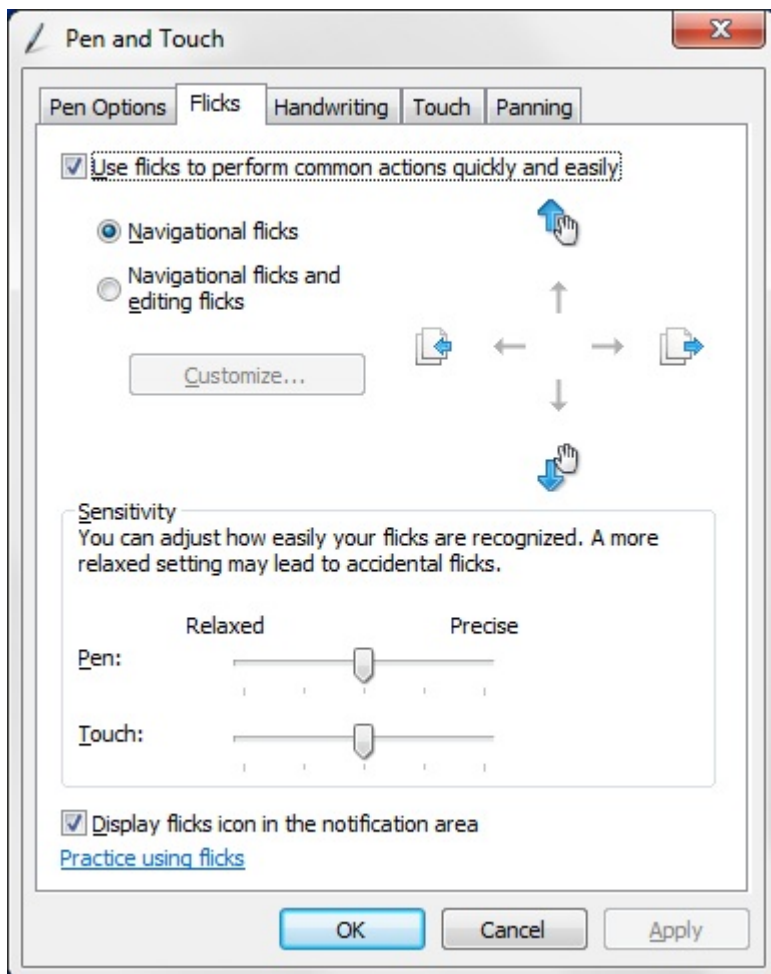 Pen and Touch
Pen Options Flicks Handwriting Touch Panning
Use flicks to perform common actions quickly and easily
Navigational flicks
Navigational flicks and
editing flicks
Customize...
Sensitivity
You can adjust how easily your flicks are recognized. A more
relaxed setting may lead to accidental flicks.
Relaxed Precise
Pen:
Touch:
Display flicks icon in the notification area
Practice using flicks
OK Cancel Apply